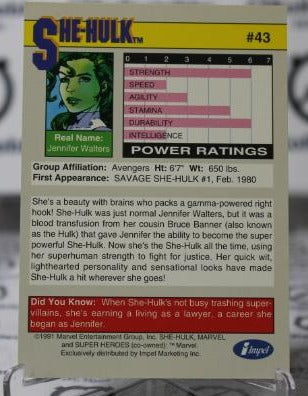 SHE-HULK™
#43
0 1 2 3 4 5 6 7
STRENGTH
SPEED
AGILITY
STAMINA
DURABILITY
INTELLIGENCE
Real Name:
Jennifer Walters
POWER RATINGS
Group Affiliation: Avengers Ht: 6'7" Wt: 650 lbs.
First Appearance: SAVAGE SHE-HULK #1, Feb. 1980
She's a beauty with brains who packs a gamma-powered right
hook! She-Hulk was just normal Jennifer Walters, but it was a
blood transfusion from her cousin Bruce Banner (also known
as the Hulk) that gave Jennifer the ability to become the super
powerful She-Hulk. Now she's the She-Hulk all the time, using
her superhuman strength to fight for justice. Her quick wit,
lighthearted personality and sensational looks have made
She-Hulk a hit wherever she goes!
Did You Know: When She-Hulk's not busy trashing super-
villains, she's earning a living as a lawyer, a career she
began as Jennifer.
©1991 Marvel Entertainment Group, Inc. SHE-HULK, MARVEL
and SUPER HEROES (co-owned): ™ Marvel.
Exclusively distributed by Impel Marketing Inc.
impel